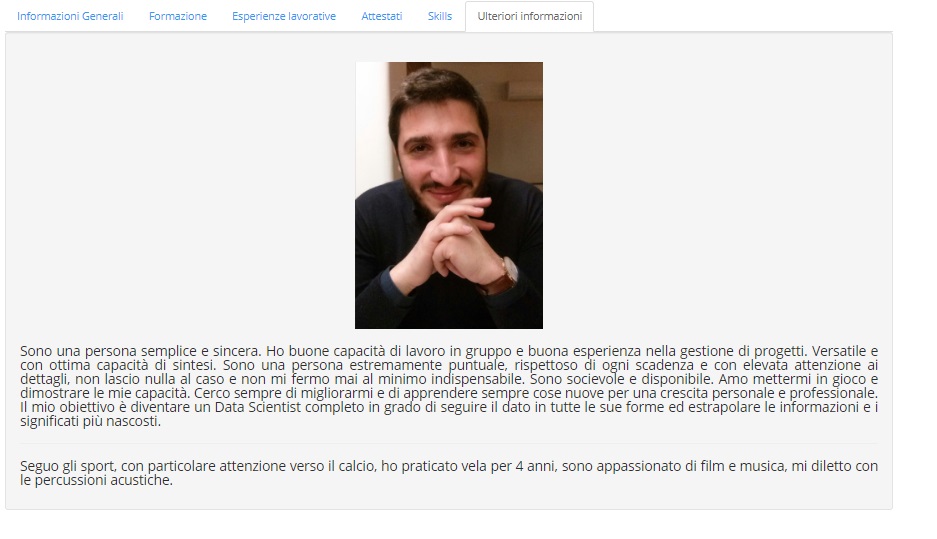 Informazioni Generali Formazione Esperienze lavorative Attestati Skills Ulteriori informazioni
Sono una persona semplice e sincera. Ho buone capacità di lavoro in gruppo e buona esperienza nella gestione di progetti. Versatile e
con ottima capacità di sintesi. Sono una persona estremamente puntuale, rispettoso di ogni scadenza e con elevata attenzione ai
dettagli, non lascio nulla al caso e non mi fermo mai al minimo indispensabile. Sono socievole e disponibile. Amo mettermi in gioco e
dimostrare le mie capacità. Cerco sempre di migliorarmi e di apprendere sempre cose nuove per una crescita personale e professionale.
Il mio obiettivo è diventare un Data Scientist completo in grado di seguire il dato in tutte le sue forme ed estrapolare le informazioni e i
significati più nascosti.
Seguo gli sport, con particolare attenzione verso il calcio, ho praticato vela per 4 anni, sono appassionato di film e musica, mi diletto con
le percussioni acustiche.